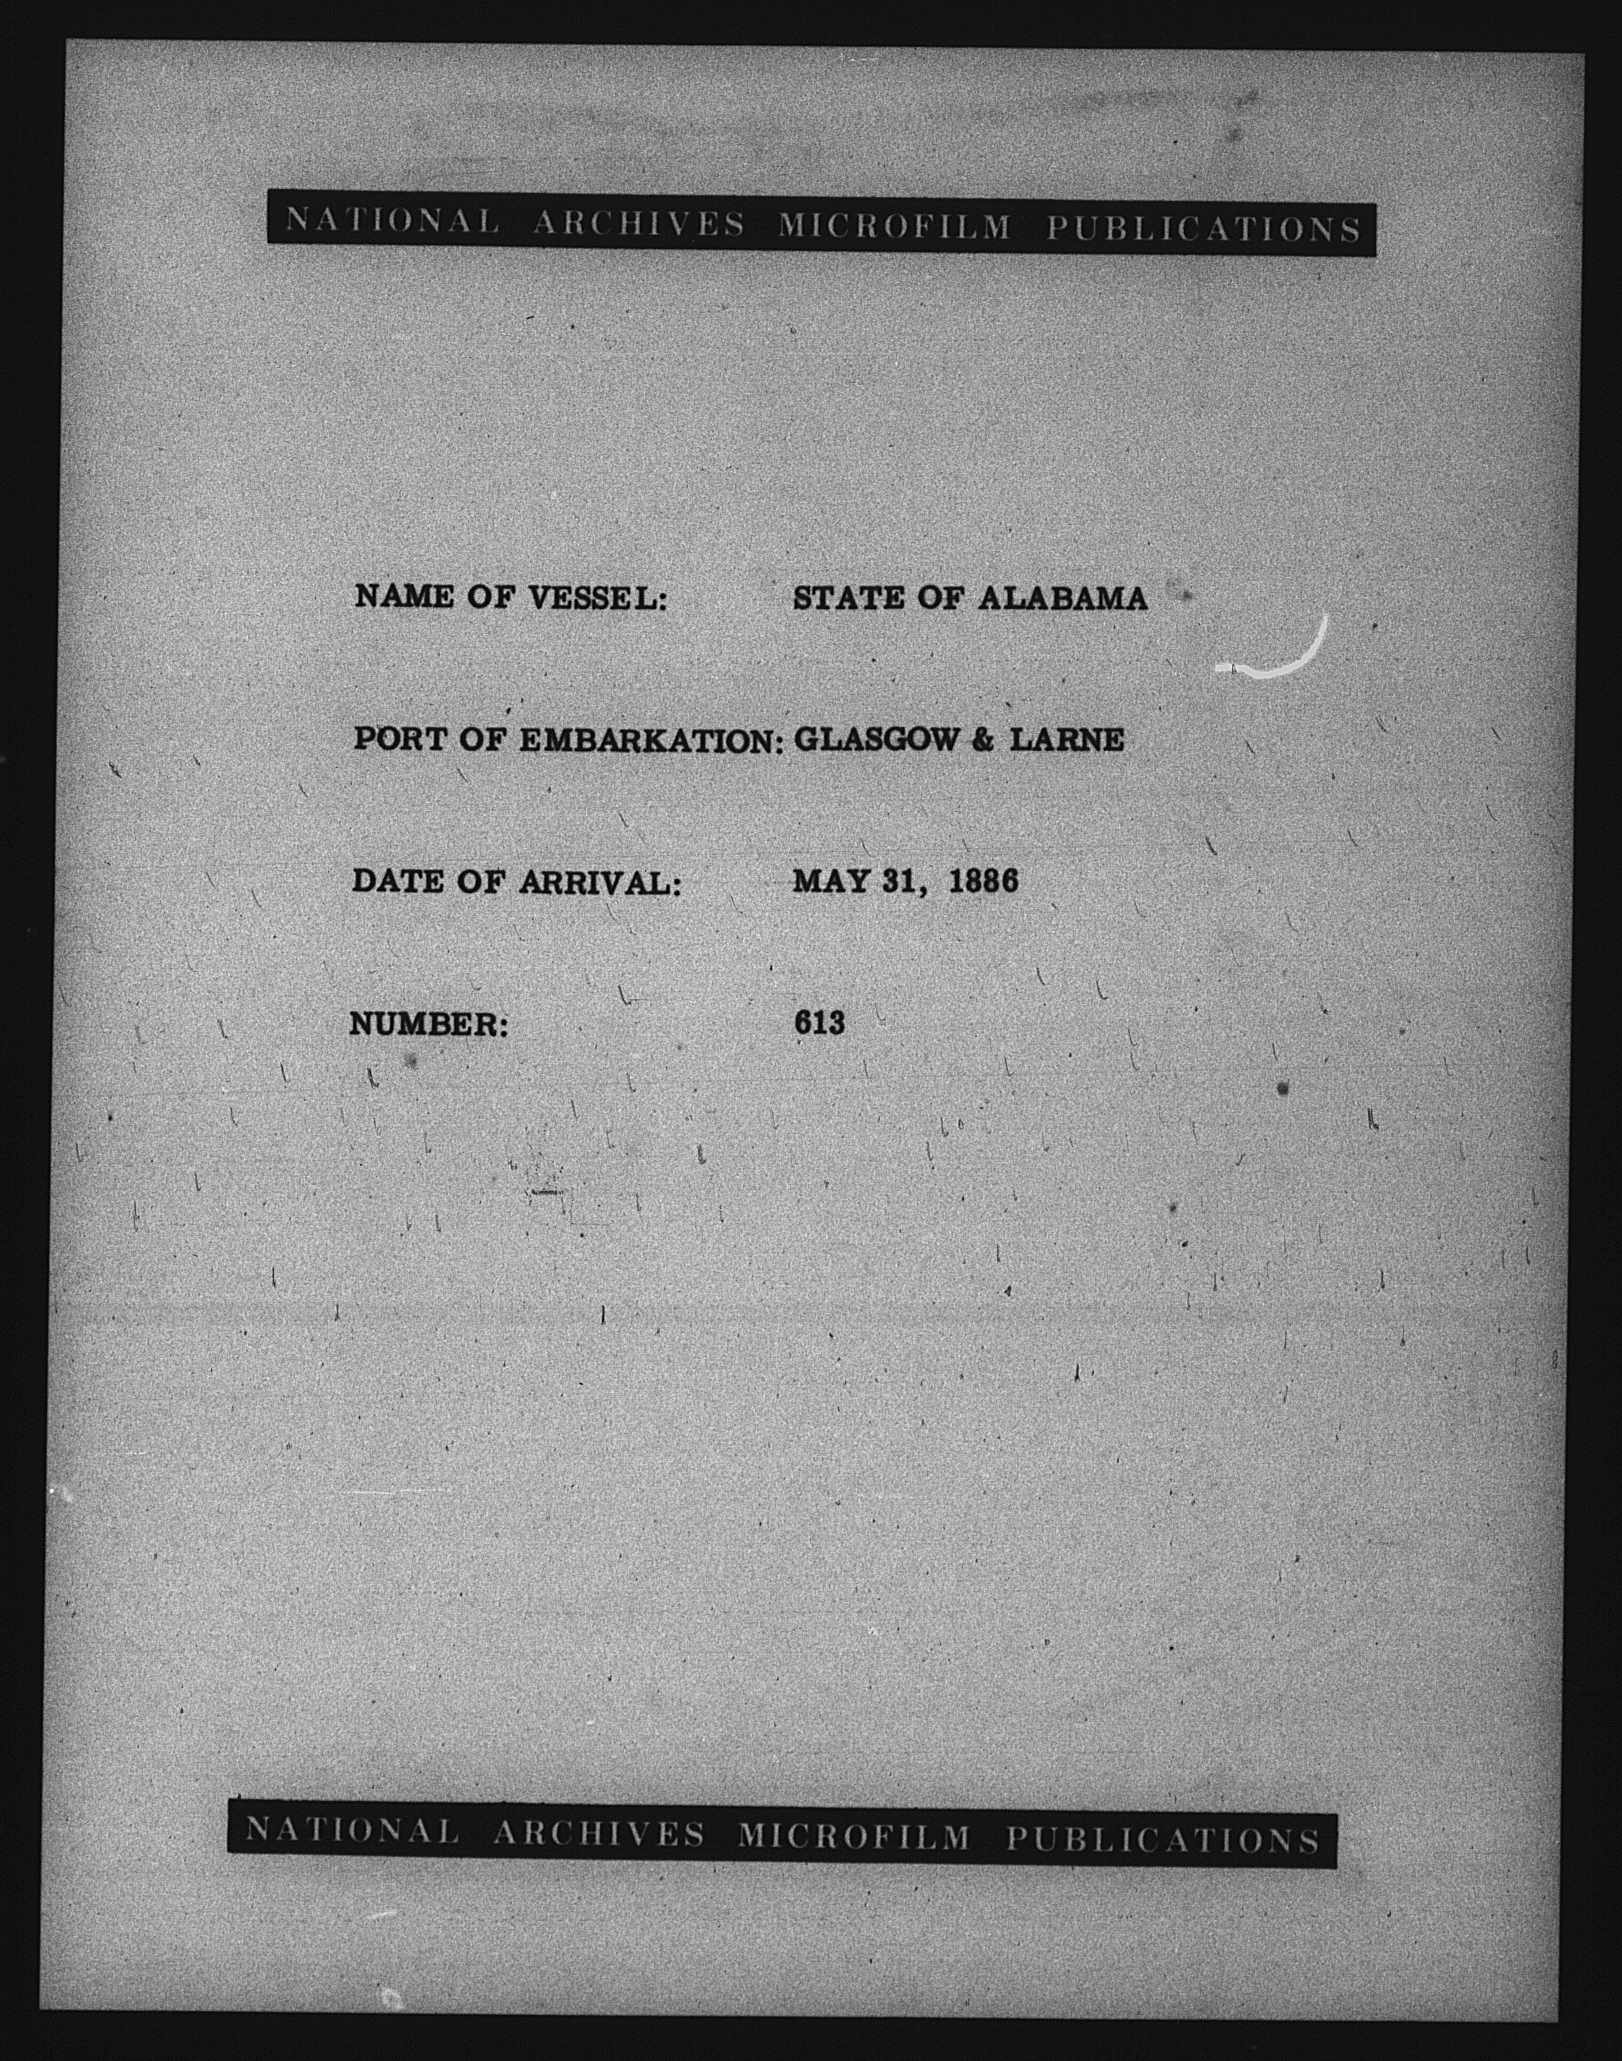 NATIONAL ARCHIVES MICROFILM PUBLICATIONS
NAME OF VESSEL: STATE OF ALABAMA
PORT OF EMBARKATION: GLASGOW & LARNE
DATE OF ARRIVAL: MAY 31, 1886
NUMBER: 613
NATIONAL ARCHIVES MICROFILM PUBLICATIONS